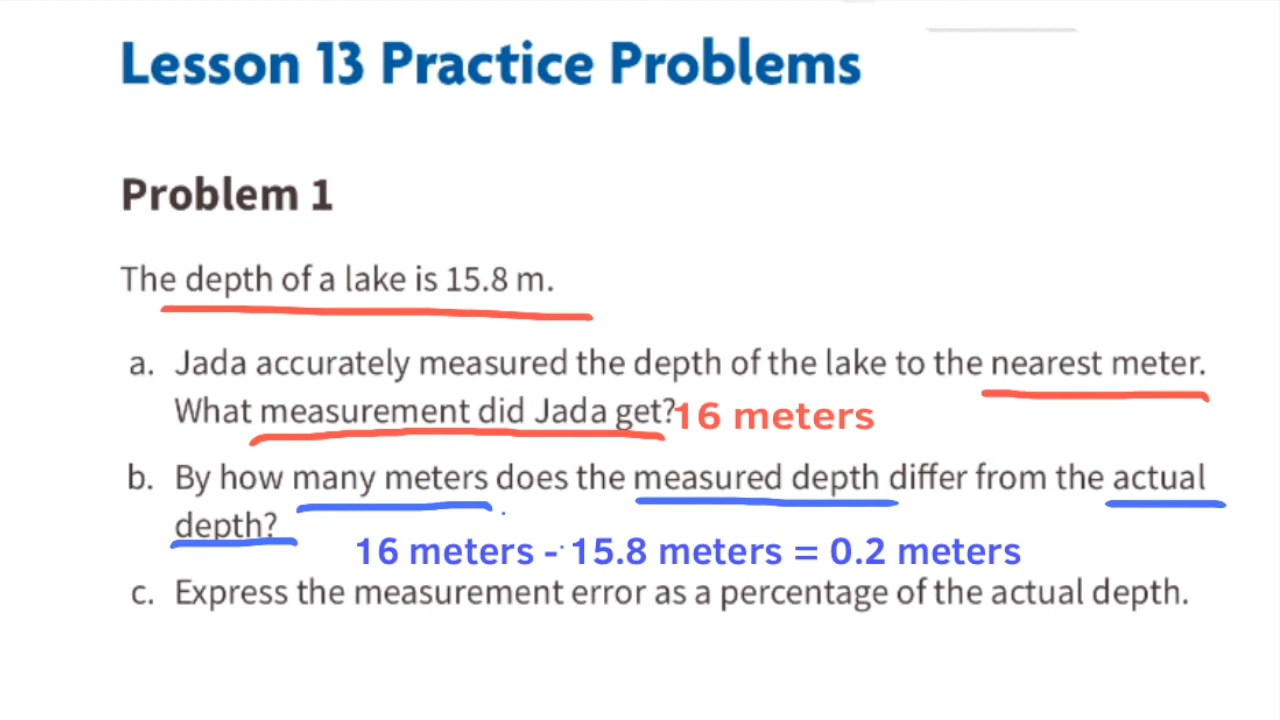 Lesson 13 Practice Problems
Problem 1
The depth of a lake is 15.8 m.
a. Jada accurately measured the depth of the lake to the nearest meter.
What measurement did Jada get? 16 meters
b. By how many meters does the measured depth differ from the actual
depth?
16 meters - 15.8 meters = 0.2 meters
c. Express the measurement error as a percentage of the actual depth.